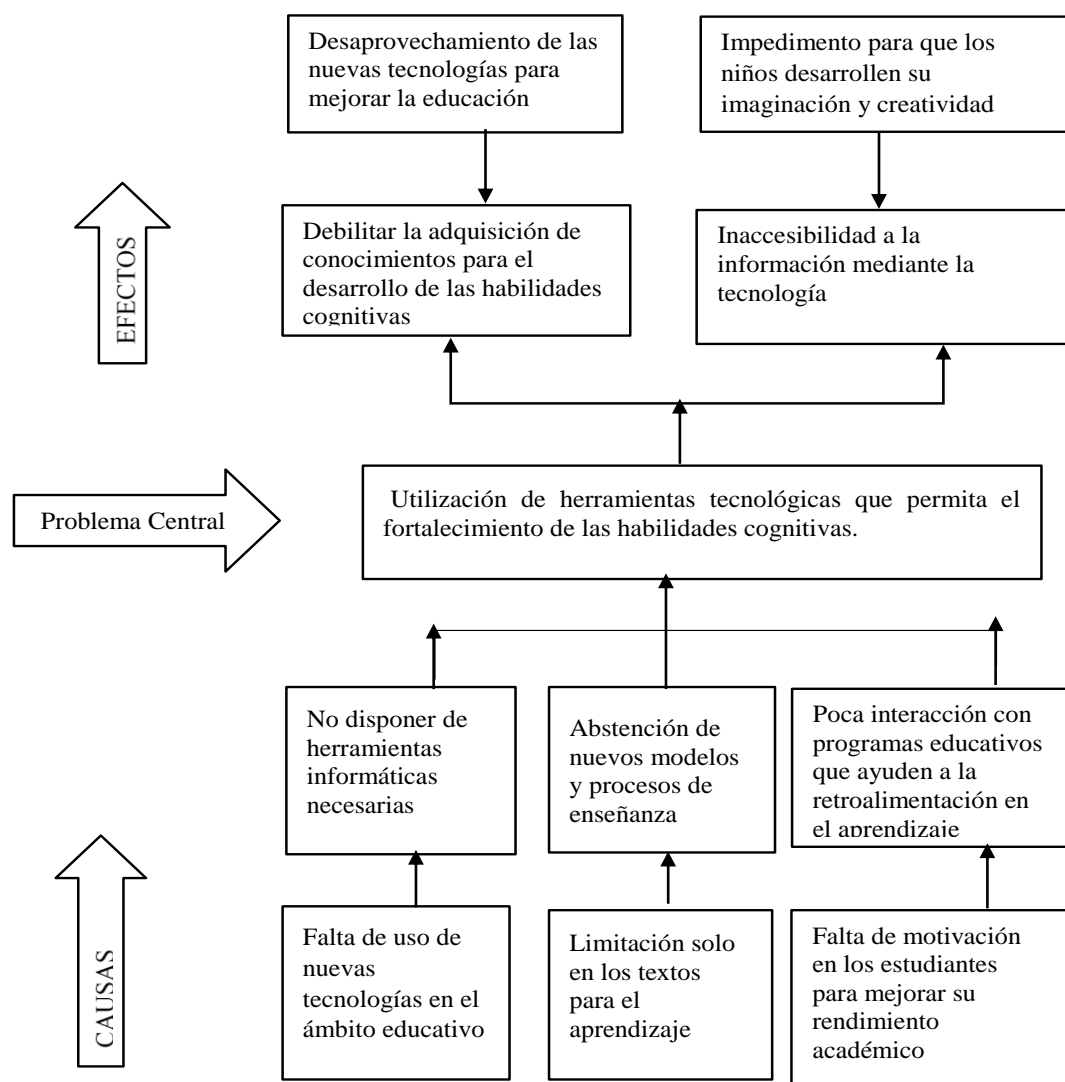 Desaprovechamiento de las
nuevas tecnologías para
mejorar la educación
Impedimento para que los
niños desarrollen su
imaginación y creatividad
EFECTOS
Debilitar la adquisición de
conocimientos para el
desarrollo de las habilidades
cognitivas
Inaccesibilidad a la
información mediante la
tecnología
Problema Central
Utilización de herramientas tecnológicas que permita el
fortalecimiento de las habilidades cognitivas.
No disponer de
herramientas
informáticas
necesarias
Abstención de
nuevos modelos
y procesos de
enseñanza
Poca interacción con
programas educativos
que ayuden a la
retroalimentación en
el aprendizaje
CAUSAS
Falta de uso de
nuevas
tecnologías en el
ámbito educativo
Limitación solo
en los textos
para el
aprendizaje
Falta de motivación
en los estudiantes
para mejorar su
rendimiento
académico